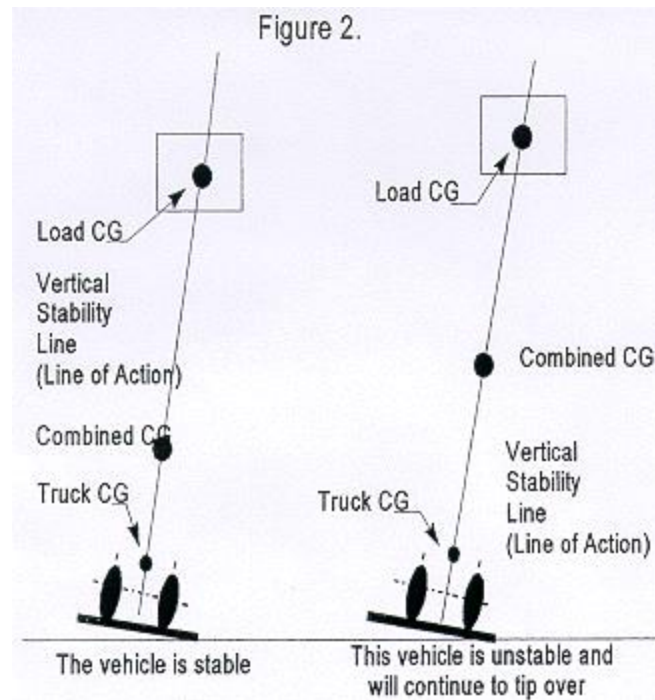 Figure 2.
Load CG
Vertical
Stability
Line
(Line of Action)
Combined CG
Truck CG
The vehicle is stable
Load CG
Combined CG
Truck CG
Vertical
Stability
Line
(Line of Action)
This vehicle is unstable and
will continue to tip over